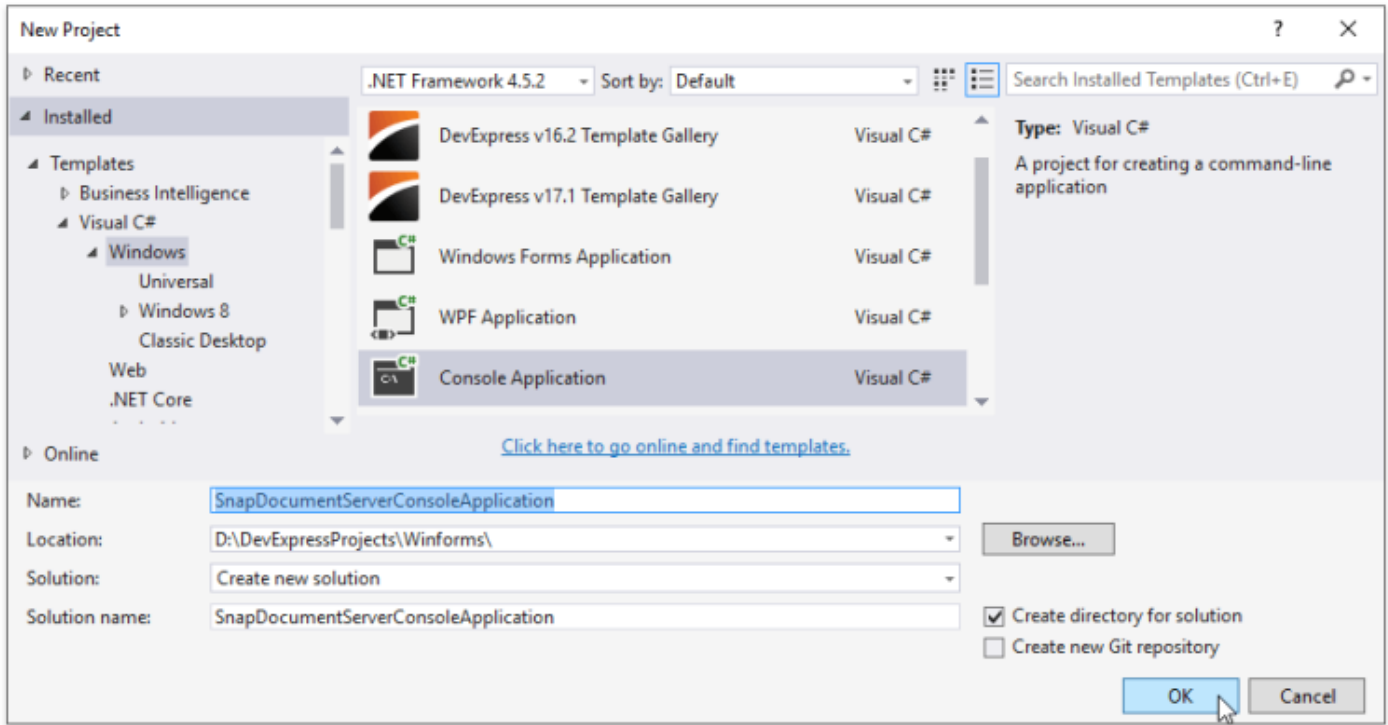 New Project
?
Recent
.NET Framework 4.5.2
Sort by: Default
Search Installed Templates (Ctrl+E)
Installed
Templates
Business Intelligence
Visual C#
Windows
Universal
Windows 8
Classic Desktop
Web
.NET Core
Online
DevExpress v16.2 Template Gallery Visual C#
DevExpress v17.1 Template Gallery Visual C#
C#
Windows Forms Application Visual C#
C#
WPF Application Visual C#
C#
C:\
Console Application Visual C#
Click here to go online and find templates.
Type: Visual C#
A project for creating a command-line
application
Name: SnapDocumentServerConsoleApplication
Location: D:\DevExpressProjects\Winforms\
Browse...
Solution: Create new solution
Solution name: SnapDocumentServerConsoleApplication
Create directory for solution
Create new Git repository
OK
Cancel